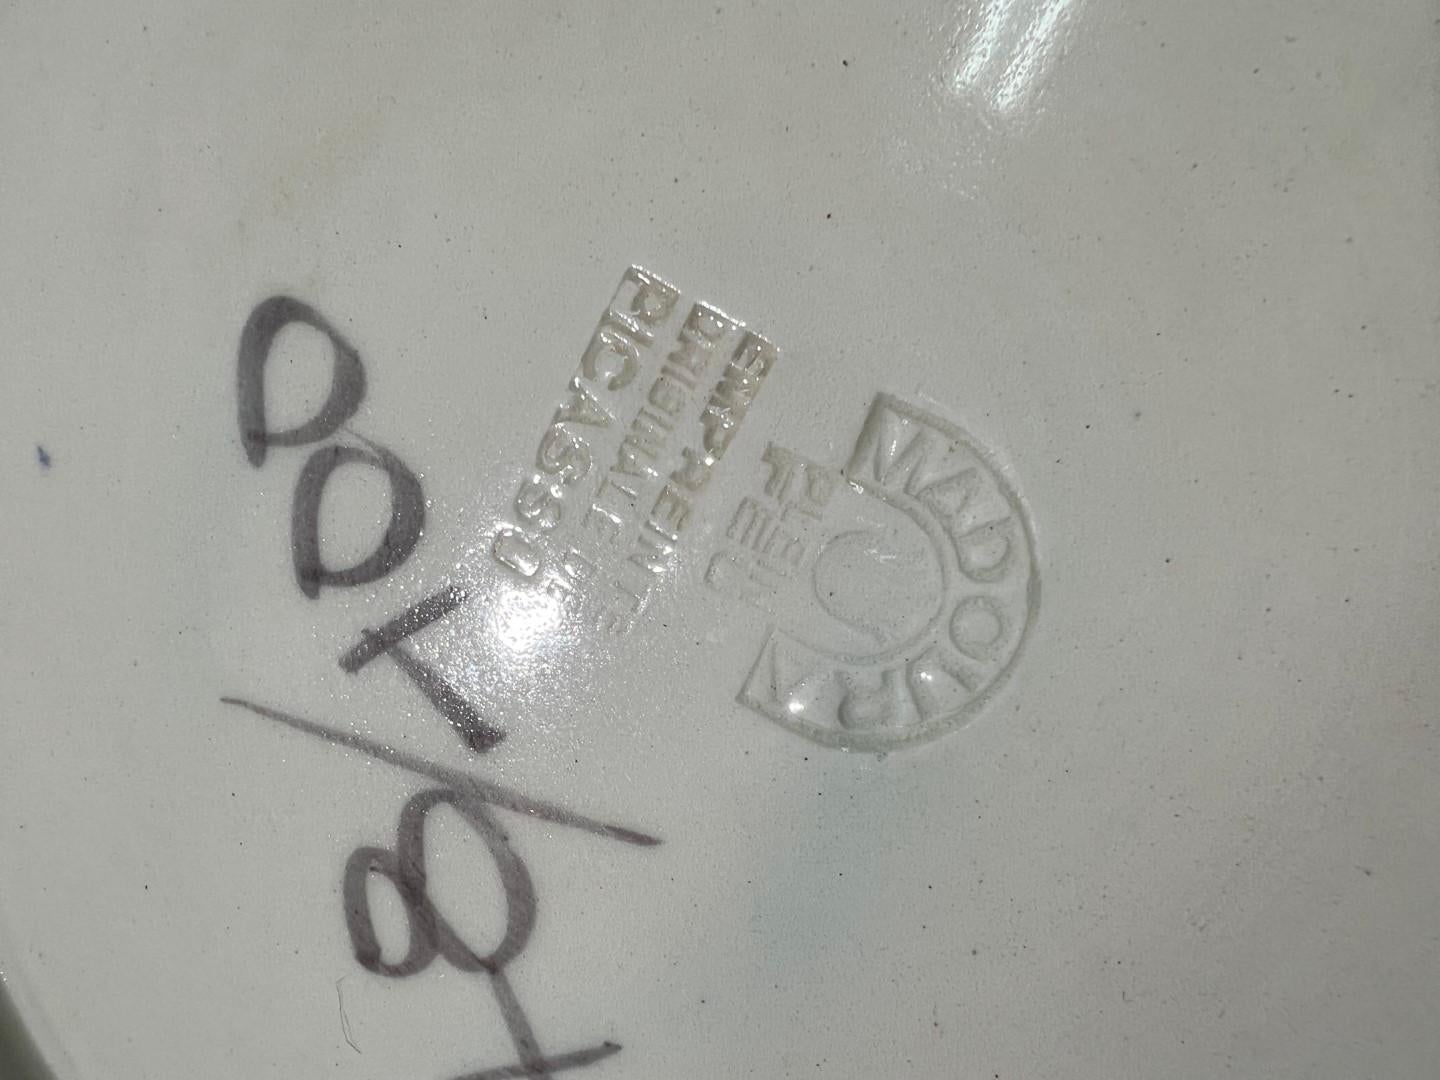 MADOURA
PLEIN
FEU
EMPREINTE
ORIGINALE DE
PICASSO
8/100